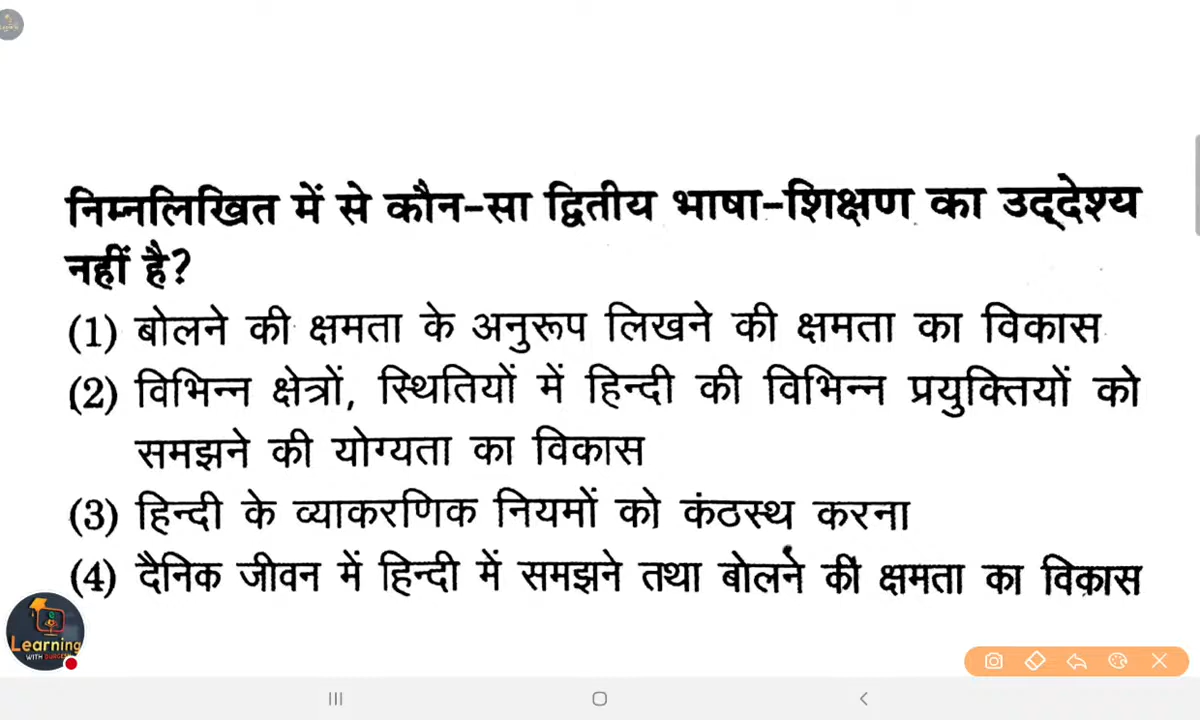 निम्नलिखित में से कौन-सा द्वितीय भाषा-शिक्षण का उद्देश्य
नहीं है?
(1) बोलने की क्षमता के अनुरूप लिखने की क्षमता का विकास
(2) विभिन्न क्षेत्रों, स्थितियों में हिन्दी की विभिन्न प्रयुक्तियों को
समझने की योग्यता का विकास
(3) हिन्दी के व्याकरणिक नियमों को कंठस्थ करना
(4) दैनिक जीवन में हिन्दी में समझने तथा बोलने की क्षमता का विकास
Learning